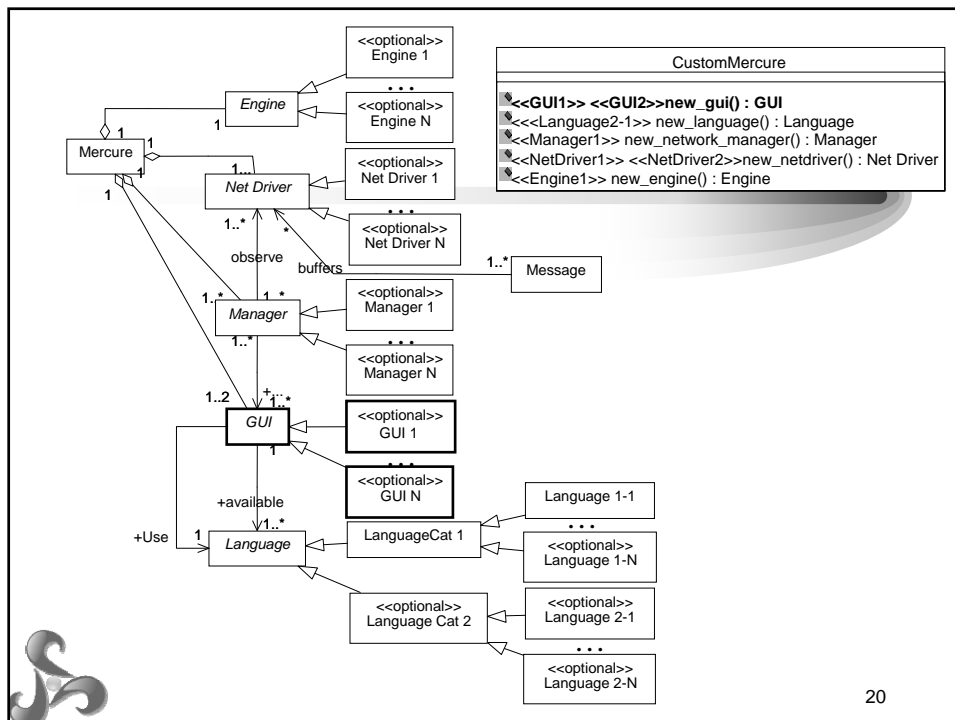 <<optional>>
Engine 1
...
<<optional>>
Engine N
Engine
1
1
Mercure
1
1
1
CustomMercure
<<GUI1>> <<GUI2>>new_gui() : GUI
<<<Language2-1>> new_language() : Language
<<Manager1>> new_network_manager() : Manager
<<NetDriver1>> <<NetDriver2>>new_netdriver() : Net Driver
<<Engine1>> new_engine() : Engine
1...
Net Driver
<<optional>>
Net Driver 1
...
<<optional>>
Net Driver N
1..*
*
observe
buffers
1..*
Message
1..*
1..*
Manager
1..*
<<optional>>
Manager 1
...
<<optional>>
Manager N
+...
1..2
1..*
GUI
1
<<optional>>
GUI 1
...
<<optional>>
GUI N
+available
+Use
1
1..*
Language
LanguageCat 1
Language 1-1
...
<<optional>>
Language 1-N
<<optional>>
Language Cat 2
<<optional>>
Language 2-1
...
<<optional>>
Language 2-N
20